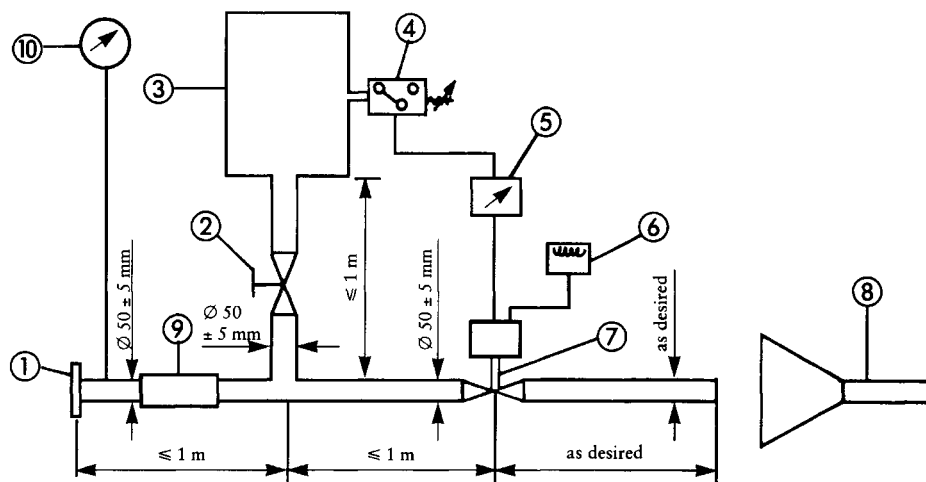 10
3
4
5
2
6
≤ 1 m
Ø 50 ± 5 mm
Ø 50 ± 5 mm
Ø 50
± 5 mm
9
7
as desired
8
1
≤ 1 m
≤ 1 m
as desired